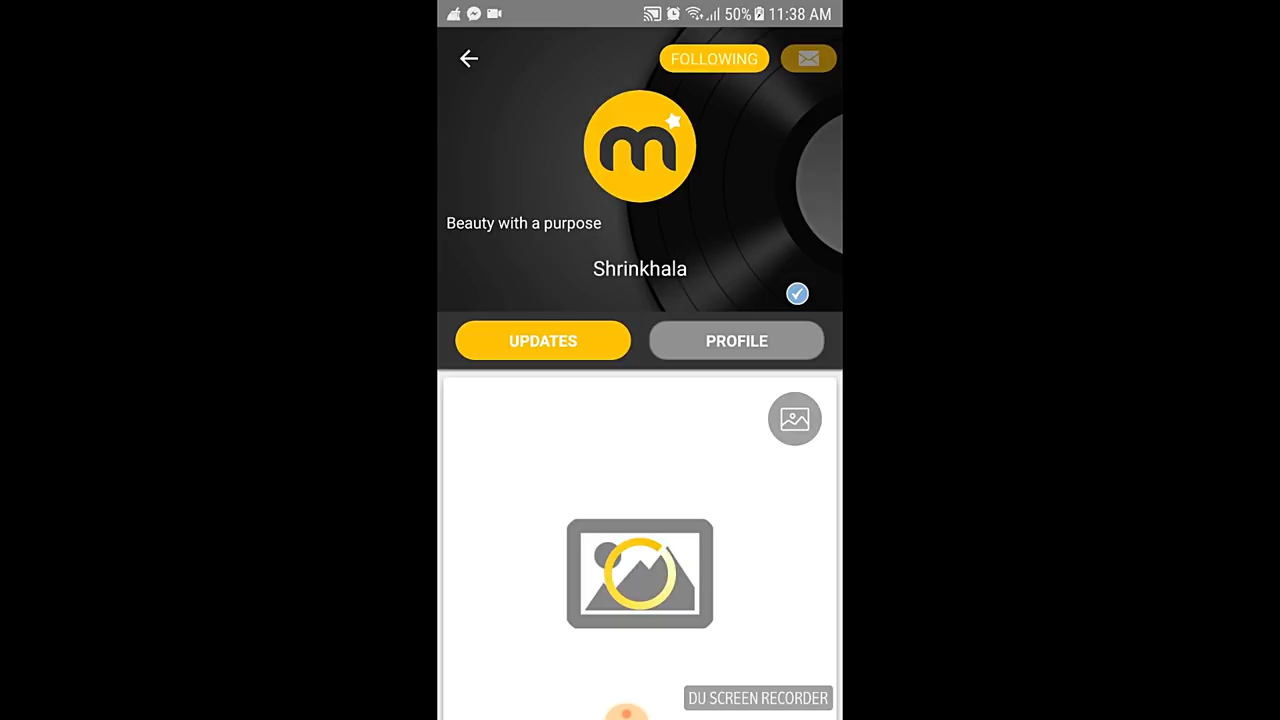 50% 11:38 AM
FOLLOWING
m
Beauty with a purpose
Shrinkhala
UPDATES
PROFILE
DU SCREEN RECORDER